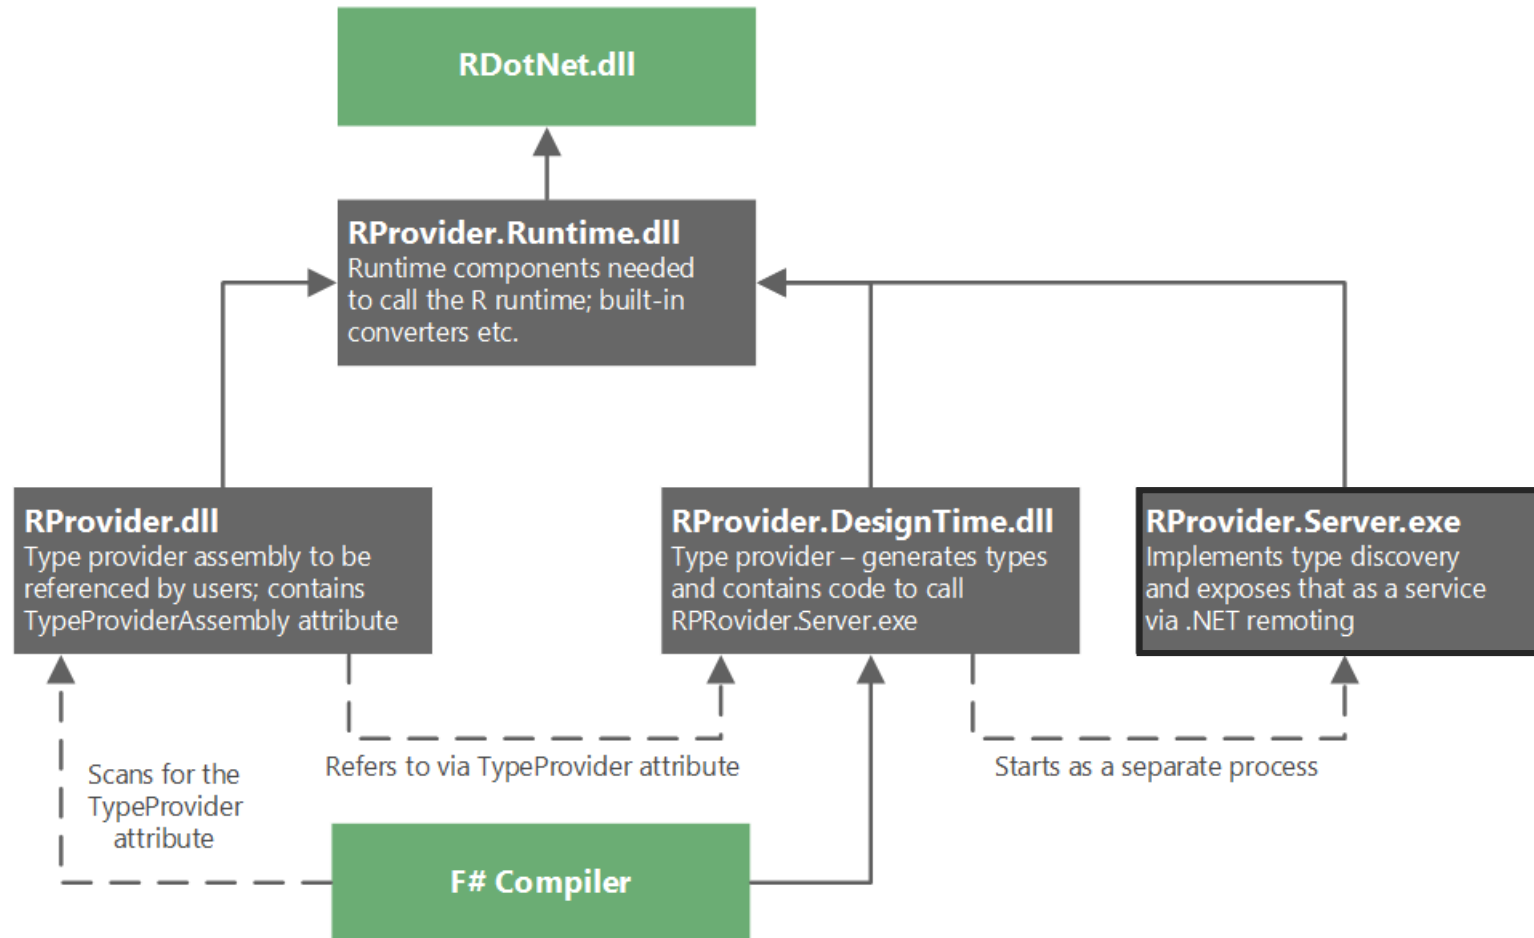 RDotNet.dll
RProvider.Runtime.dll
Runtime components needed
to call the R runtime; built-in
converters etc.
RProvider.dll
Type provider assembly to be
referenced by users; contains
TypeProviderAssembly attribute
RProvider.DesignTime.dll
Type provider – generates types
and contains code to call
RPRovider.Server.exe
RProvider.Server.exe
Implements type discovery
and exposes that as a service
via .NET remoting
Scans for the
TypeProvider
attribute
Refers to via TypeProvider attribute
Starts as a separate process
F# Compiler